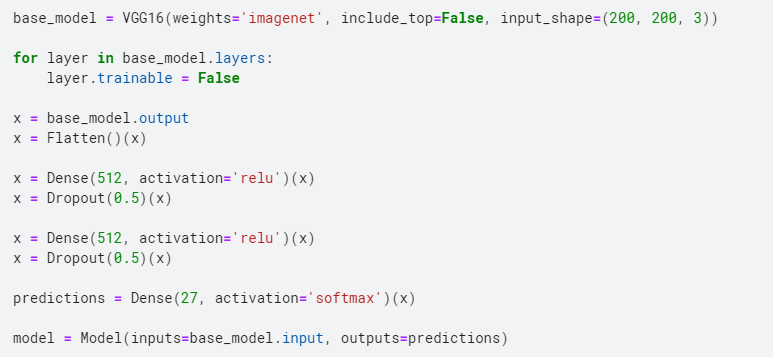 base_model = VGG16(weights='imagenet', include_top=False, input_shape=(200, 200, 3))
for layer in base_model.layers:
    layer.trainable = False
x = base_model.output
x = Flatten()(x)
x = Dense(512, activation='relu')(x)
x = Dropout(0.5)(x)
x = Dense(512, activation='relu')(x)
x = Dropout(0.5)(x)
predictions = Dense(27, activation='softmax')(x)
model = Model(inputs=base_model.input, outputs=predictions)